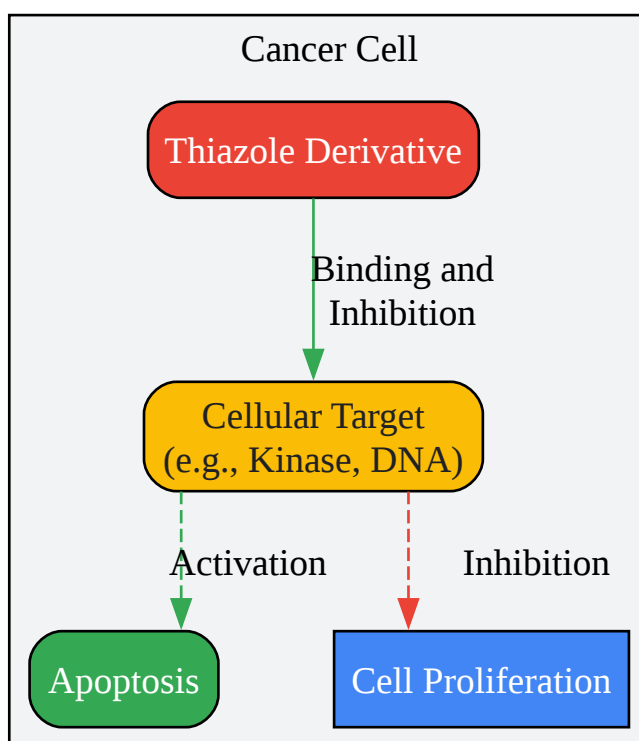 Cancer Cell
Thiazole Derivative
Binding and
Inhibition
Cellular Target
(e.g., Kinase, DNA)
Activation
Inhibition
Apoptosis
Cell Proliferation